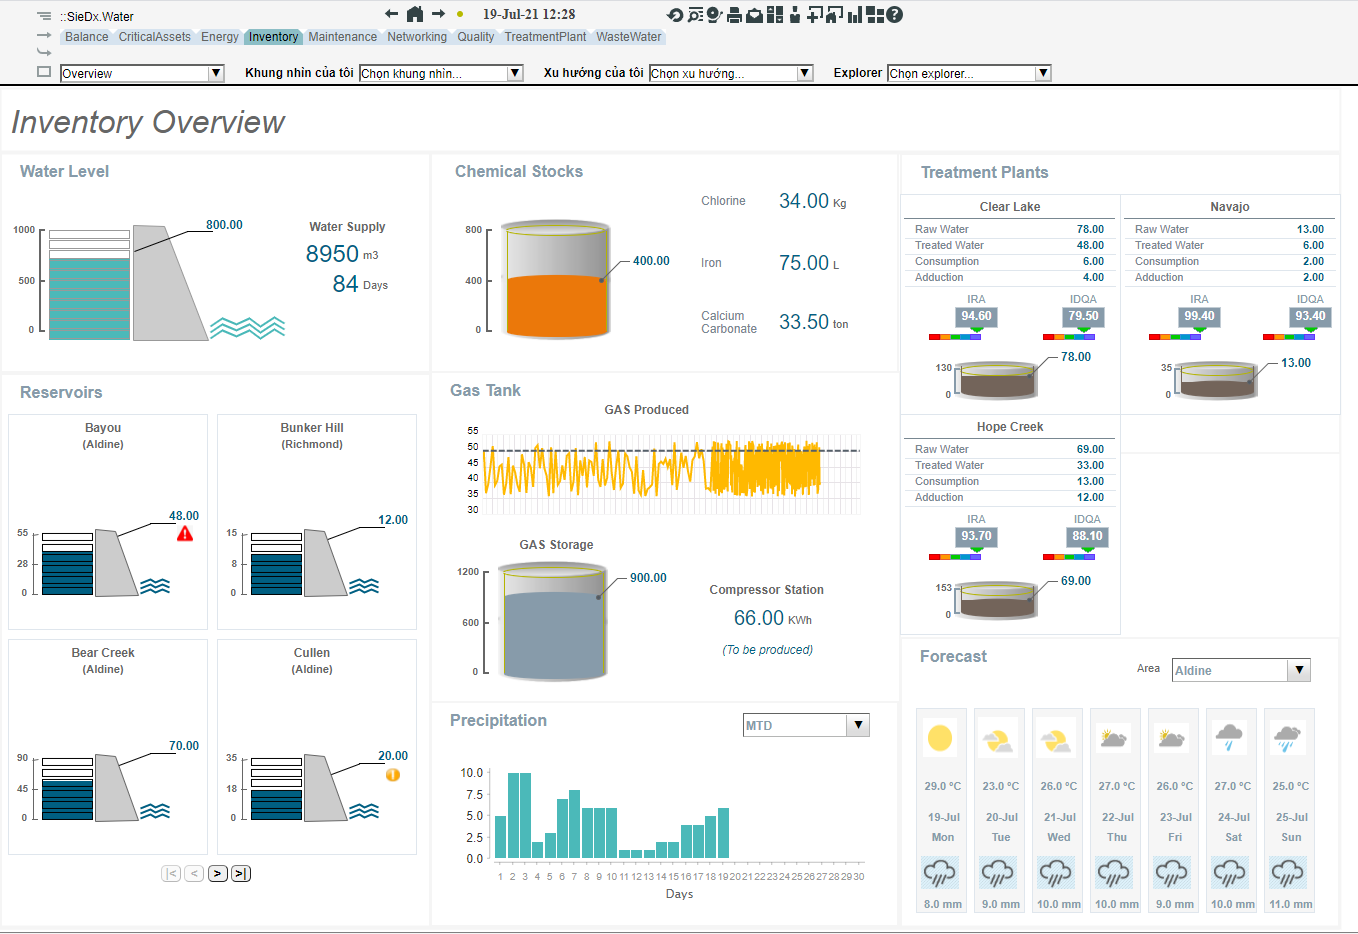 ::SieDx.Water
19-Jul-21 12:28
Balance CriticalAssets Energy Inventory Maintenance Networking Quality TreatmentPlant WasteWater
Overview Khung nhìn của tôi Chọn khung nhìn... Xu hướng của tôi Chọn xu hướng... Explorer Chọn explorer...
Inventory Overview
Water Level
1000
500
0
800.00
Water Supply
8950 m3
84 Days
Chemical Stocks
800
400
0
400.00
Chlorine 34.00 Kg
Iron 75.00 L
Calcium
Carbonate 33.50 ton
Treatment Plants
Clear Lake
Raw Water 78.00
Treated Water 48.00
Consumption 6.00
Adduction 4.00
IRA IDQA
94.60 79.50
130
0
78.00
Navajo
Raw Water 13.00
Treated Water 6.00
Consumption 2.00
Adduction 2.00
IRA IDQA
99.40 93.40
35
0
13.00
Hope Creek
Raw Water 69.00
Treated Water 33.00
Consumption 13.00
Adduction 12.00
IRA IDQA
93.70 88.10
153
0
69.00
Reservoirs
Bayou
(Aldine)
48.00
55
28
0
Bunker Hill
(Richmond)
12.00
15
8
0
Bear Creek
(Aldine)
70.00
90
45
0
Cullen
(Aldine)
20.00
35
18
0
|< < > >|
Gas Tank
GAS Produced
55
50
45
40
35
30
GAS Storage
1200
600
0
900.00
Compressor Station
66.00 KWh
(To be produced)
Precipitation
MTD
10.0
7.5
5.0
2.5
0.0
1 2 3 4 5 6 7 8 9 10 11 12 13 14 15 16 17 18 19 20 21 22 23 24 25 26 27 28 29 30
Days
Forecast
Area Aldine
29.0 ºC 23.0 ºC 26.0 ºC 27.0 ºC 26.0 ºC 27.0 ºC 25.0 ºC
19-Jul 20-Jul 21-Jul 22-Jul 23-Jul 24-Jul 25-Jul
Mon Tue Wed Thu Fri Sat Sun
8.0 mm 9.0 mm 10.0 mm 10.0 mm 9.0 mm 10.0 mm 11.0 mm